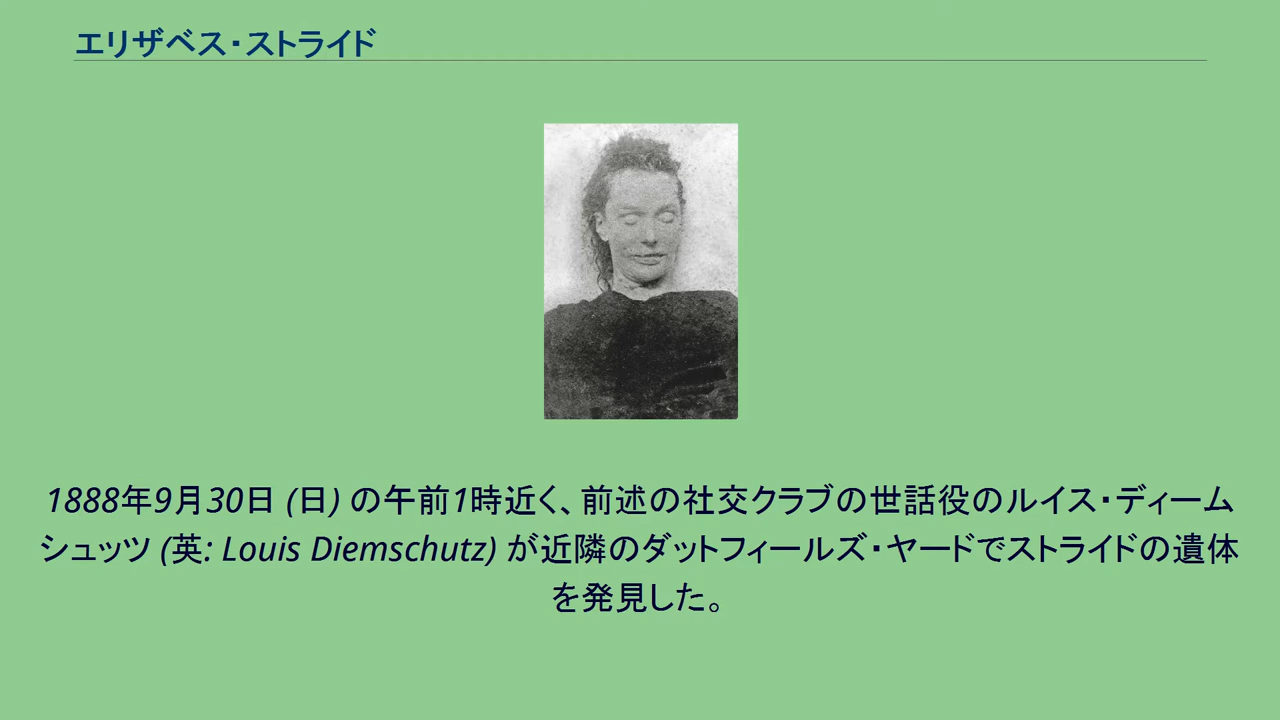 エリザベス・ストライド
1888年9月30日 (日) の午前1時近く、前述の社交クラブの世話役のルイス・ディーム
シュッツ (英: Louis Diemschutz) が近隣のダットフィールズ・ヤードでストライドの遺体
を発見した。